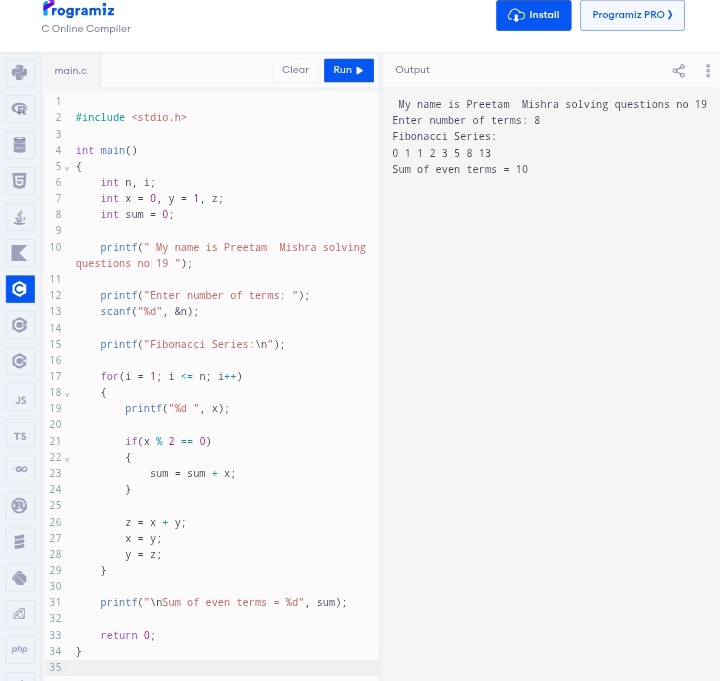 Programiz
C Online Compiler
Install
Programiz PRO ❯
main.c
Clear
Run
Output
1
2 #include <stdio.h>
3
4 int main()
5 {
6 int n, i;
7 int x = 0, y = 1, z;
8 int sum = 0;
9
10 printf(" My name is Preetam  Mishra solving
questions no 19 ");
11
12 printf("Enter number of terms: ");
13 scanf("%d", &n);
14
15 printf("Fibonacci Series:\n");
16
17 for(i = 1; i <= n; i++)
18 {
19 printf("%d ", x);
20
21 if(x % 2 == 0)
22 {
23 sum = sum + x;
24 }
25
26 z = x + y;
27 x = y;
28 y = z;
29 }
30
31 printf("\nSum of even terms = %d", sum);
32
33 return 0;
34 }
35
My name is Preetam  Mishra solving questions no 19
Enter number of terms: 8
Fibonacci Series:
0 1 1 2 3 5 8 13
Sum of even terms = 10
R
5
C
C
C
JS
TS
GO
php